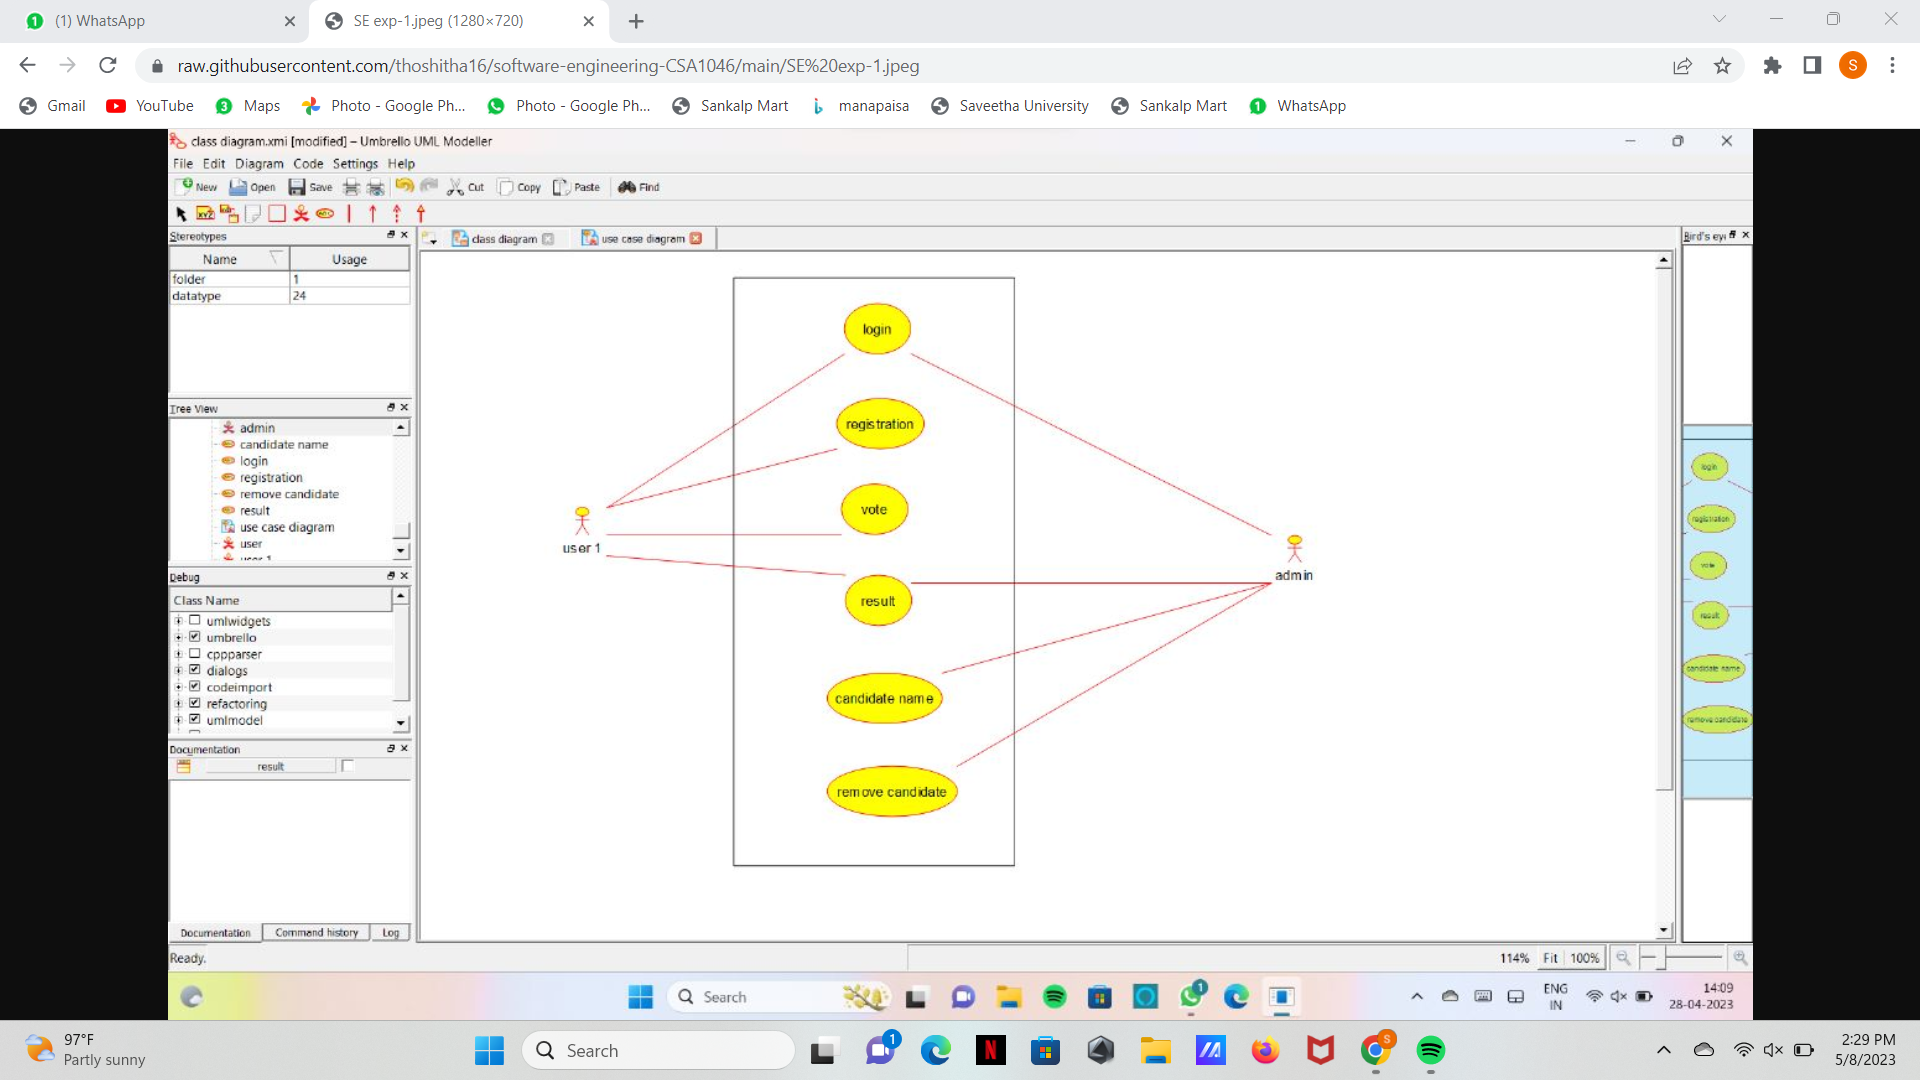 (1) WhatsApp
SE exp-1.jpeg (1280×720)
raw.githubusercontent.com/thoshitha16/software-engineering-CSA1046/main/SE%20exp-1.jpeg
S
Gmail YouTube Maps Photo - Google Ph... Photo - Google Ph... Sankalp Mart manapaisa Saveetha University Sankalp Mart WhatsApp
class diagram.xmi [modified] – Umbrello UML Modeller
File Edit Diagram Code Settings Help
New Open Save Cut Copy Paste Find
Stereotypes
Name Usage
folder 1
datatype 24
class diagram
use case diagram
Tree View
admin
candidate name
login
registration
remove candidate
result
use case diagram
user
user 1
Debug
Class Name
umlwidgets
umbrello
cppparser
dialogs
codeimport
refactoring
umlmodel
Documentation
result
Documentation Command history Log
Ready.
login
registration
vote
result
candidate name
remove candidate
user 1
admin
Bird's ey
login
registration
vote
result
candidate name
remove candidate
114% Fit 100%
Search
1
ENG
IN
14:09
28-04-2023
97°F
Partly sunny
Search
1
S
2:29 PM
5/8/2023